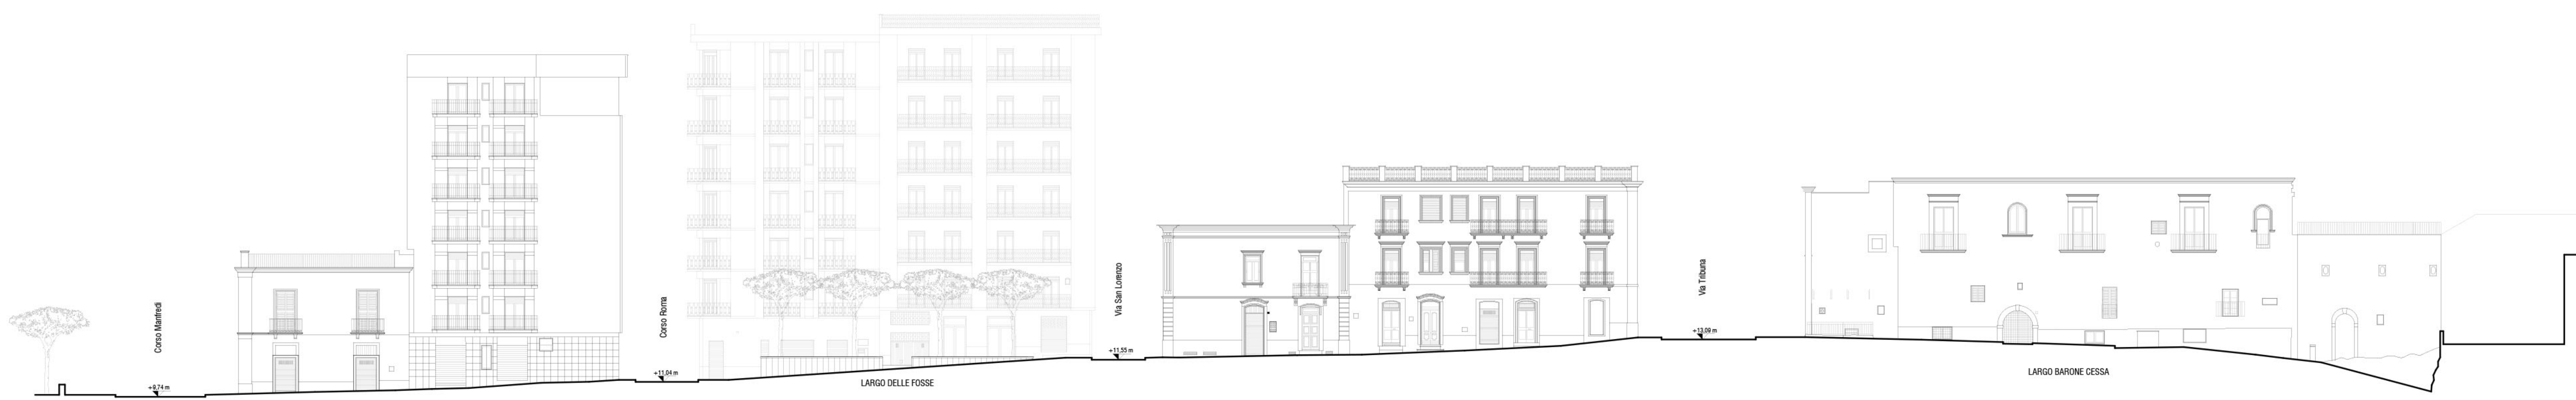 Corso Manfredi
+9,74 m
Corso Roma
+11,04 m
LARGO DELLE FOSSE
Via San Lorenzo
+11,55 m
Via Tribuna
+13,09 m
LARGO BARONE CESSA